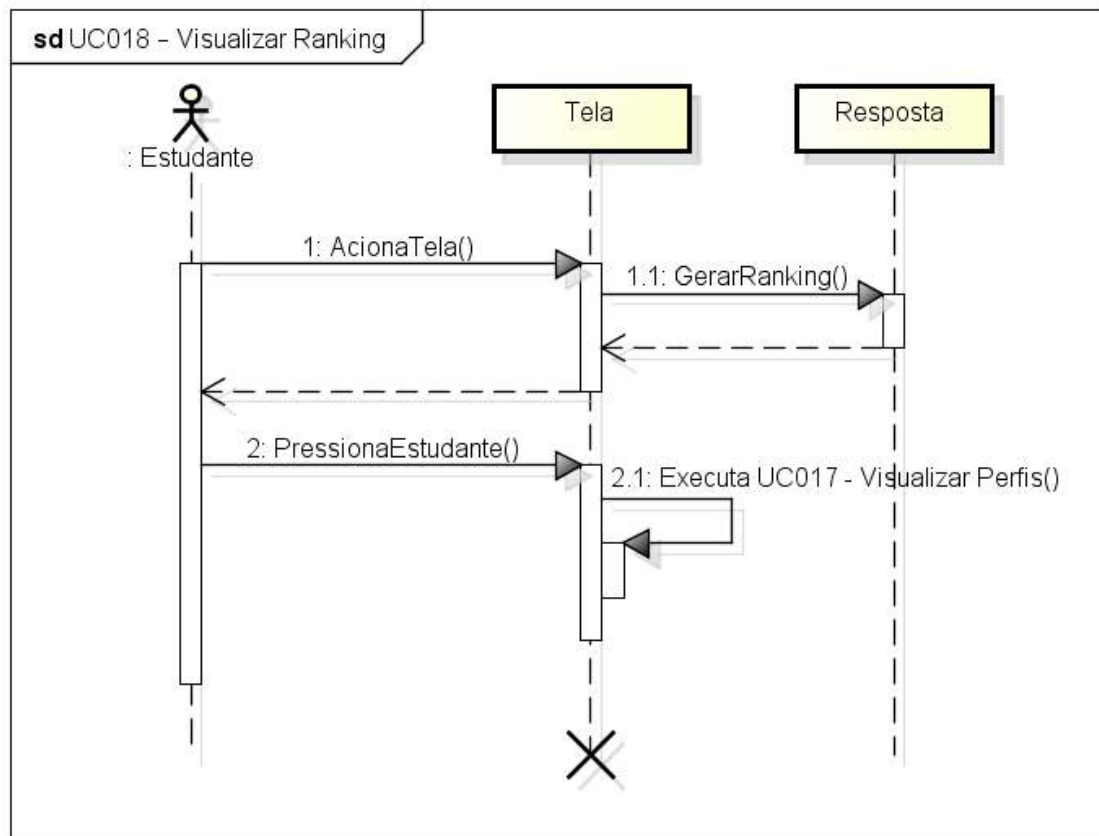 sd UC018 – Visualizar Ranking
Tela
Resposta
: Estudante
1: AcionaTela()
1.1: GerarRanking()
2: PressionaEstudante()
2.1: Executa UC017 - Visualizar Perfis()